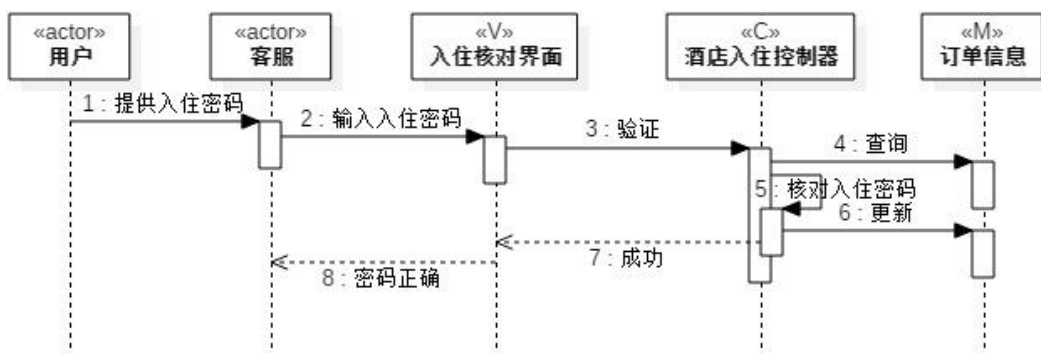 «actor»
用户
«actor»
客服
«V»
入住核对界面
«C»
酒店入住控制器
«M»
订单信息
1 : 提供入住密码
2 : 输入入住密码
3 : 验证
4 : 查询
5 : 核对入住密码
6 : 更新
7 : 成功
8 : 密码正确